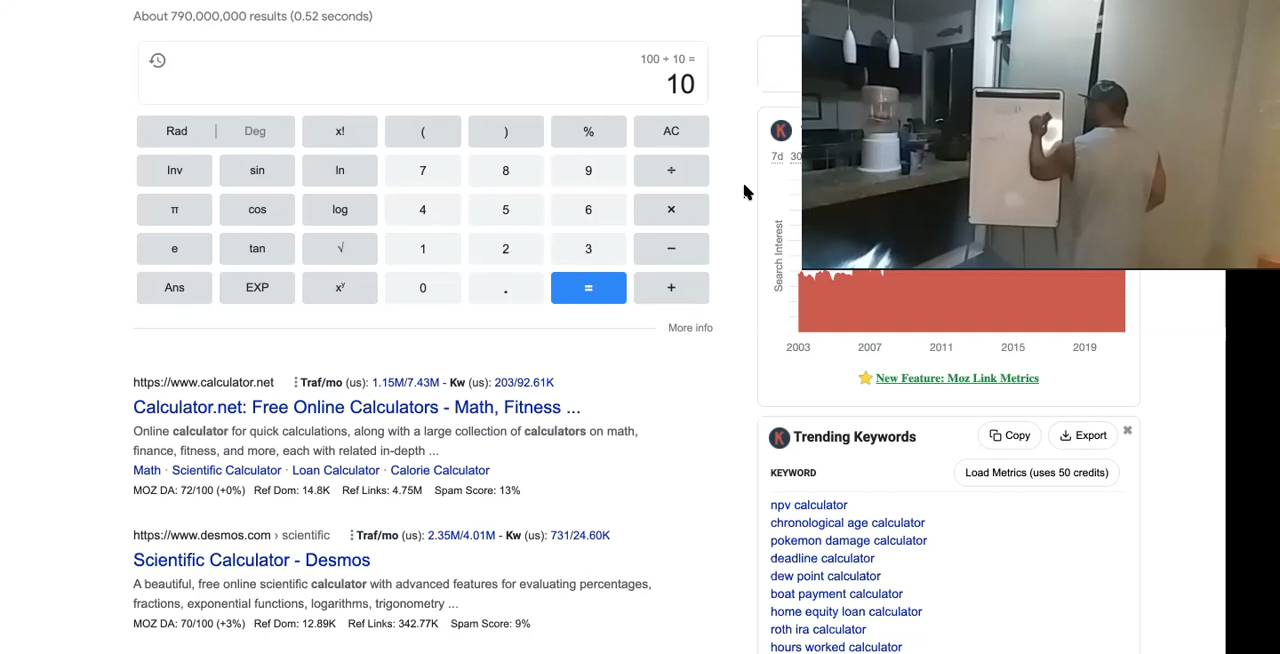 About 790,000,000 results (0.52 seconds)
100 ÷ 10 =
10
Rad | Deg x! ( ) % AC
Inv sin ln 7 8 9 ÷
π cos log 4 5 6 ×
e tan √ 1 2 3 −
Ans EXP xʸ 0 . = +
More info
https://www.calculator.net Traf/mo (us): 1.15M/7.43M - Kw (us): 203/92.61K
Calculator.net: Free Online Calculators - Math, Fitness ...
Online calculator for quick calculations, along with a large collection of calculators on math,
finance, fitness, and more, each with related in-depth ...
Math · Scientific Calculator · Loan Calculator · Calorie Calculator
MOZ DA: 72/100 (+0%) Ref Dom: 14.8K Ref Links: 4.75M Spam Score: 13%
https://www.desmos.com › scientific Traf/mo (us): 2.35M/4.01M - Kw (us): 731/24.60K
Scientific Calculator - Desmos
A beautiful, free online scientific calculator with advanced features for evaluating percentages,
fractions, exponential functions, logarithms, trigonometry ...
MOZ DA: 70/100 (+3%) Ref Dom: 12.89K Ref Links: 342.77K Spam Score: 9%
K
7d 30
Search Interest
2003 2007 2011 2015 2019
New Feature: Moz Link Metrics
K Trending Keywords Copy Export
KEYWORD Load Metrics (uses 50 credits)
npv calculator
chronological age calculator
pokemon damage calculator
deadline calculator
dew point calculator
boat payment calculator
home equity loan calculator
roth ira calculator
hours worked calculator